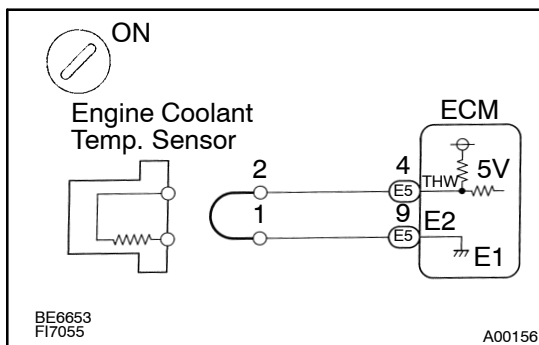 ON
Engine Coolant
Temp. Sensor
ECM
2
4
THW
5V
E5
1
9
E2
E5
E1
BE6653
FI7055
A00156